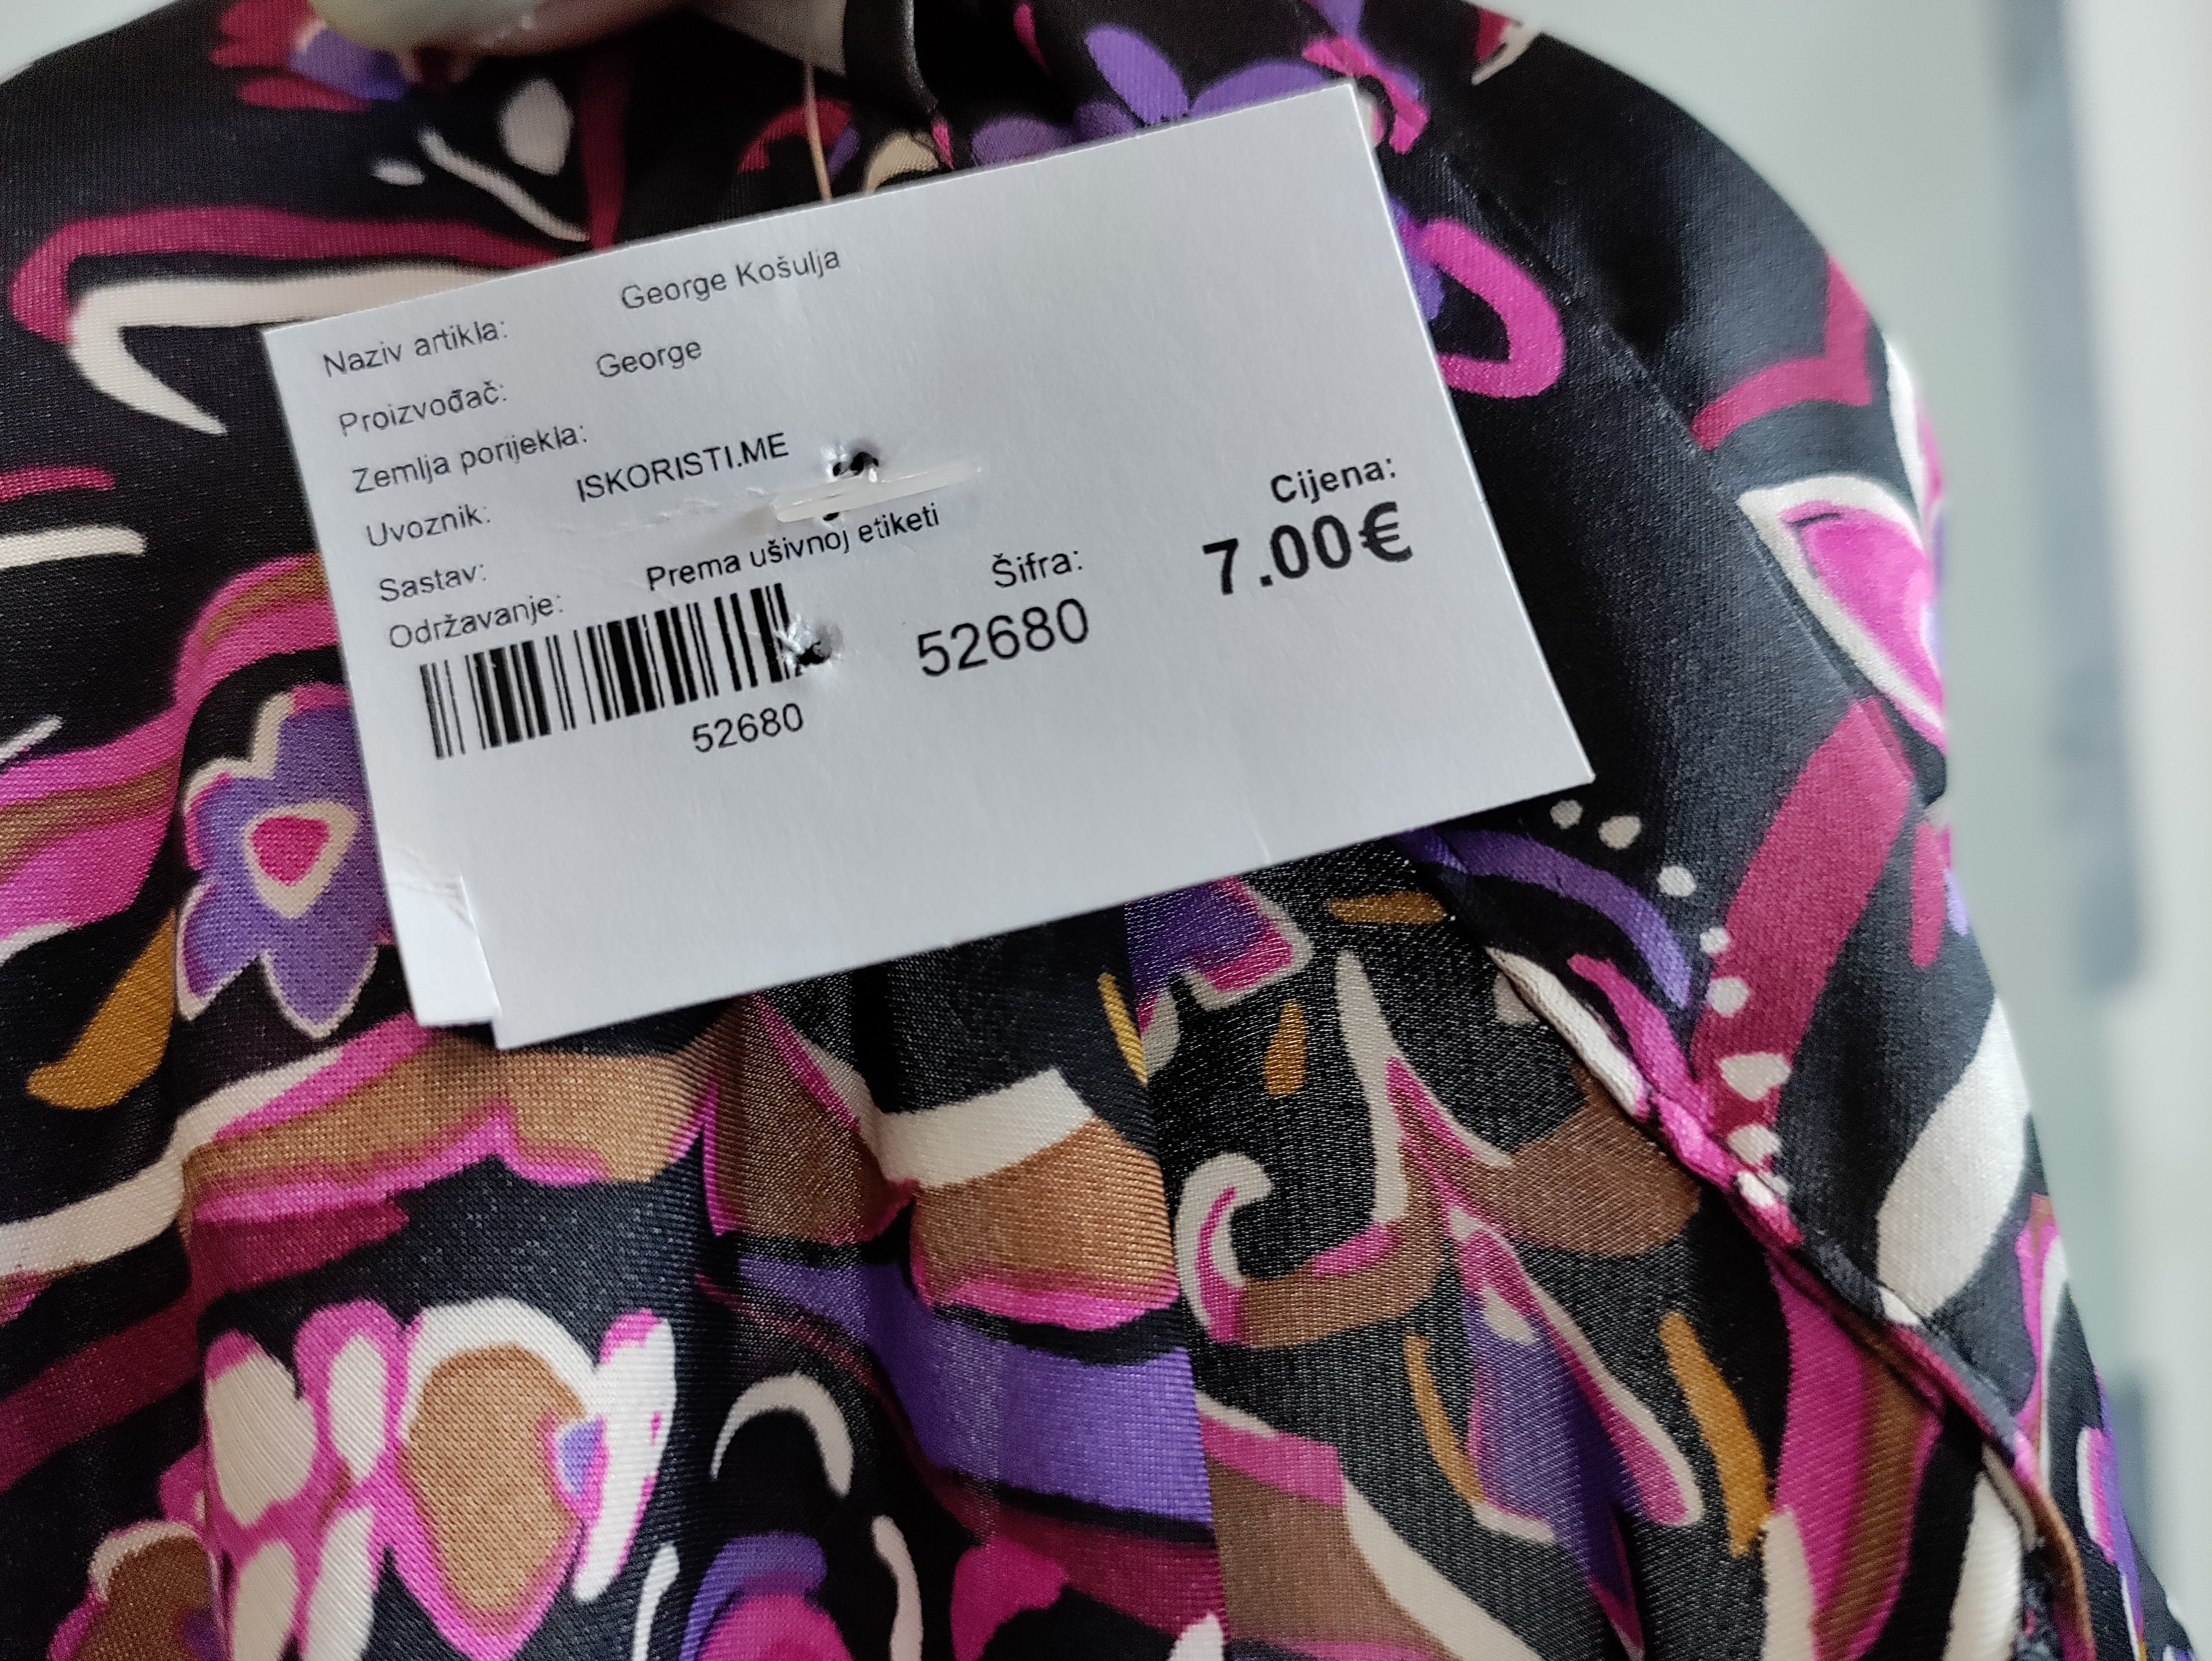 Naziv artikla: George Košulja
Proizvođač: George
Zemlja porijekla:
Uvoznik: ISKORISTI.ME
Sastav:
Održavanje: Prema ušivnoj etiketi
Šifra: Cijena:
52680 7.00€
52680